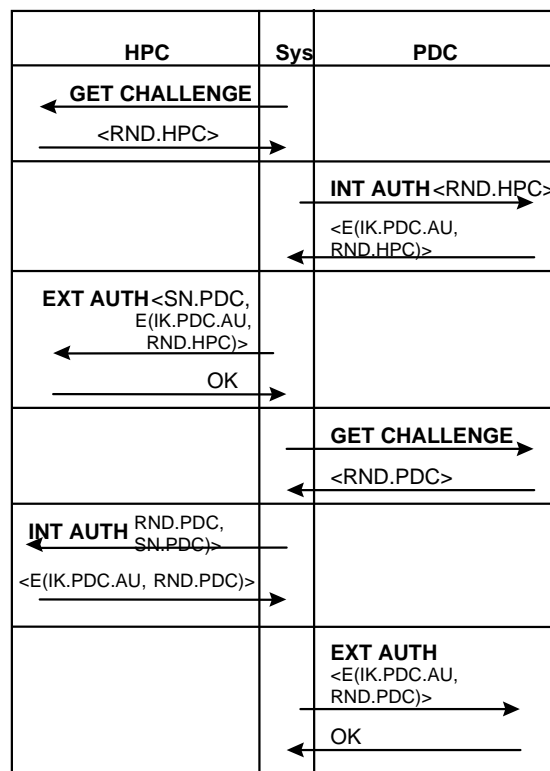 HPC Sys PDC
GET CHALLENGE
<RND.HPC>
INT AUTH <RND.HPC>
<E(IK.PDC.AU,
RND.HPC)>
EXT AUTH <SN.PDC,
E(IK.PDC.AU,
RND.HPC)>
OK
GET CHALLENGE
<RND.PDC>
INT AUTH RND.PDC,
SN.PDC)>
<E(IK.PDC.AU, RND.PDC)>
EXT AUTH
<E(IK.PDC.AU,
RND.PDC)>
OK